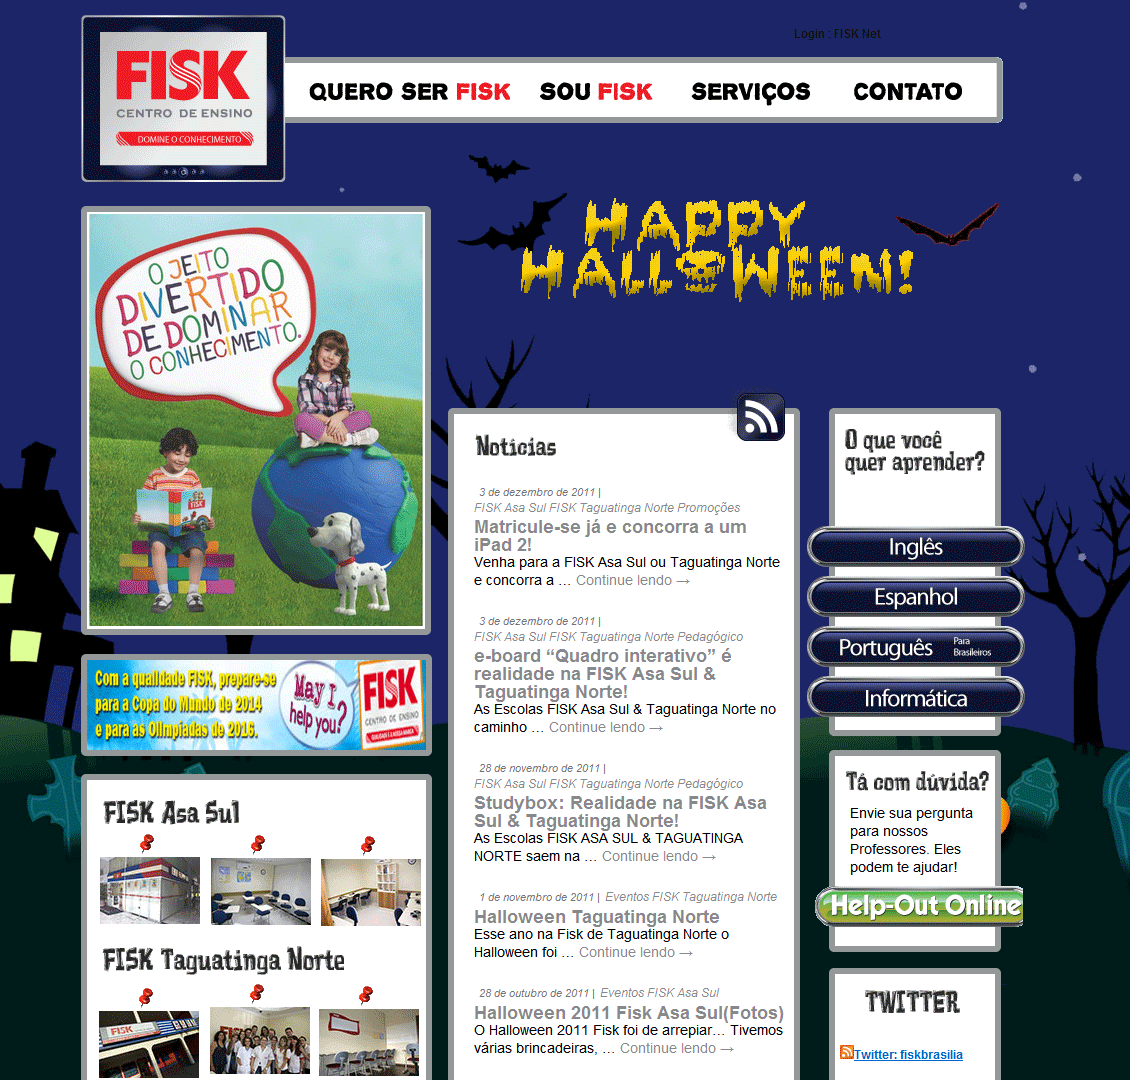 Login : FISK Net
FISK
CENTRO DE ENSINO
DOMINE O CONHECIMENTO
QUERO SER FISK
SOU FISK
SERVIÇOS
CONTATO
HAPPY
HALLOWEEN!
O JEITO
DIVERTIDO
DE DOMINAR
O CONHECIMENTO.
FISK
Com a qualidade FISK, prepare-se
para a Copa do Mundo de 2014
e para as Olimpíadas de 2016.
May I
help you?
FISK
CENTRO DE ENSINO
QUALIDADE É A NOSSA MARCA
FISK Asa Sul
FISK Taguatinga Norte
FISK
Notícias
3 de dezembro de 2011 |
FISK Asa Sul FISK Taguatinga Norte Promoções
Matricule-se já e concorra a um
iPad 2!
Venha para a FISK Asa Sul ou Taguatinga Norte
e concorra a … Continue lendo →
3 de dezembro de 2011 |
FISK Asa Sul FISK Taguatinga Norte Pedagógico
e-board “Quadro interativo” é
realidade na FISK Asa Sul &
Taguatinga Norte!
As Escolas FISK Asa Sul & Taguatinga Norte no
caminho … Continue lendo →
28 de novembro de 2011 |
FISK Asa Sul FISK Taguatinga Norte Pedagógico
Studybox: Realidade na FISK Asa
Sul & Taguatinga Norte!
As Escolas FISK ASA SUL & TAGUATINGA
NORTE saem na … Continue lendo →
1 de novembro de 2011 | Eventos FISK Taguatinga Norte
Halloween Taguatinga Norte
Esse ano na Fisk de Taguatinga Norte o
Halloween foi … Continue lendo →
28 de outubro de 2011 | Eventos FISK Asa Sul
Halloween 2011 Fisk Asa Sul(Fotos)
O Halloween 2011 Fisk foi de arrepiar… Tivemos
várias brincadeiras, … Continue lendo →
O que você
quer aprender?
Inglês
Espanhol
Português Para
Brasileiros
Informática
Tá com dúvida?
Envie sua pergunta
para nossos
Professores. Eles
podem te ajudar!
Help-Out Online
TWITTER
Twitter: fiskbrasilia